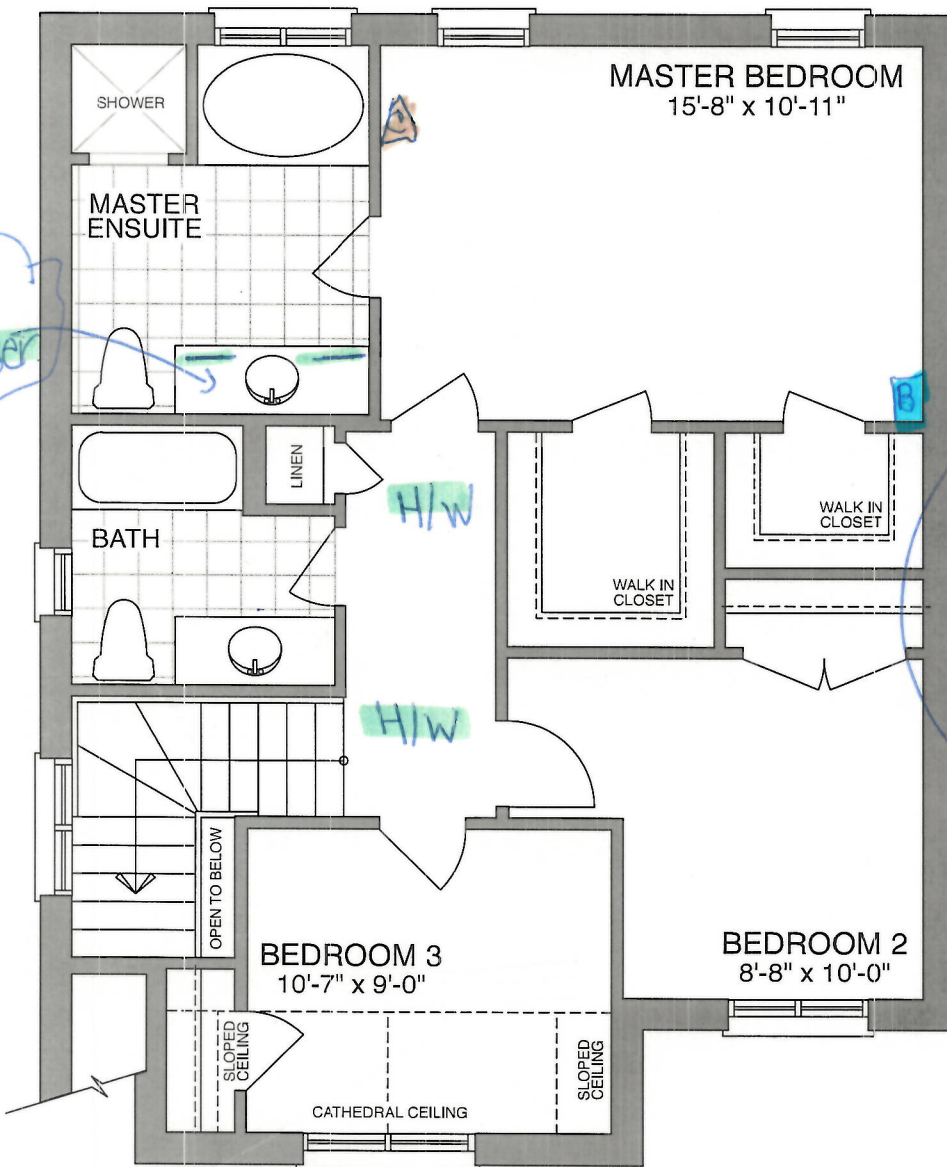 SHOWER
MASTER BEDROOM
15'-8" x 10'-11"
C
MASTER
ENSUITE
B
LINEN
H/W
WALK IN
CLOSET
BATH
WALK IN
CLOSET
H/W
OPEN TO BELOW
BEDROOM 3
10'-7" x 9'-0"
BEDROOM 2
8'-8" x 10'-0"
SLOPED
CEILING
SLOPED
CEILING
CATHEDRAL CEILING